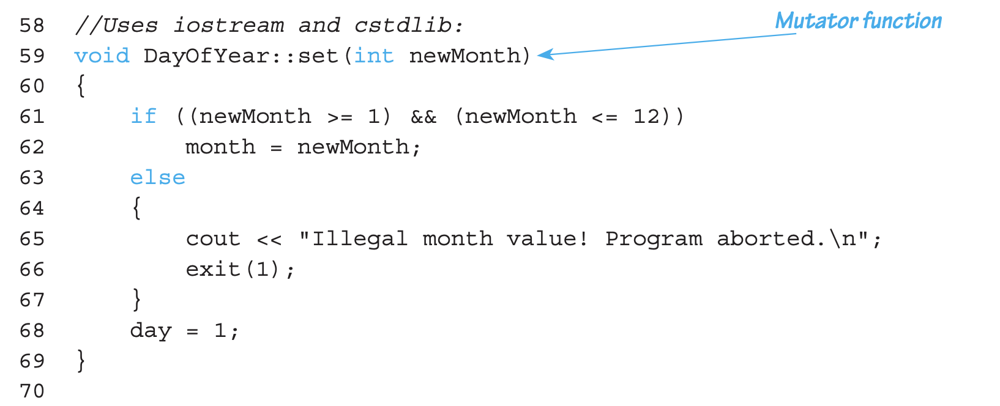 58 //Uses iostream and cstdlib:
Mutator function
59 void DayOfYear::set(int newMonth)
60 {
61     if ((newMonth >= 1) && (newMonth <= 12))
62         month = newMonth;
63     else
64     {
65         cout << "Illegal month value! Program aborted.\n";
66         exit(1);
67     }
68     day = 1;
69 }
70